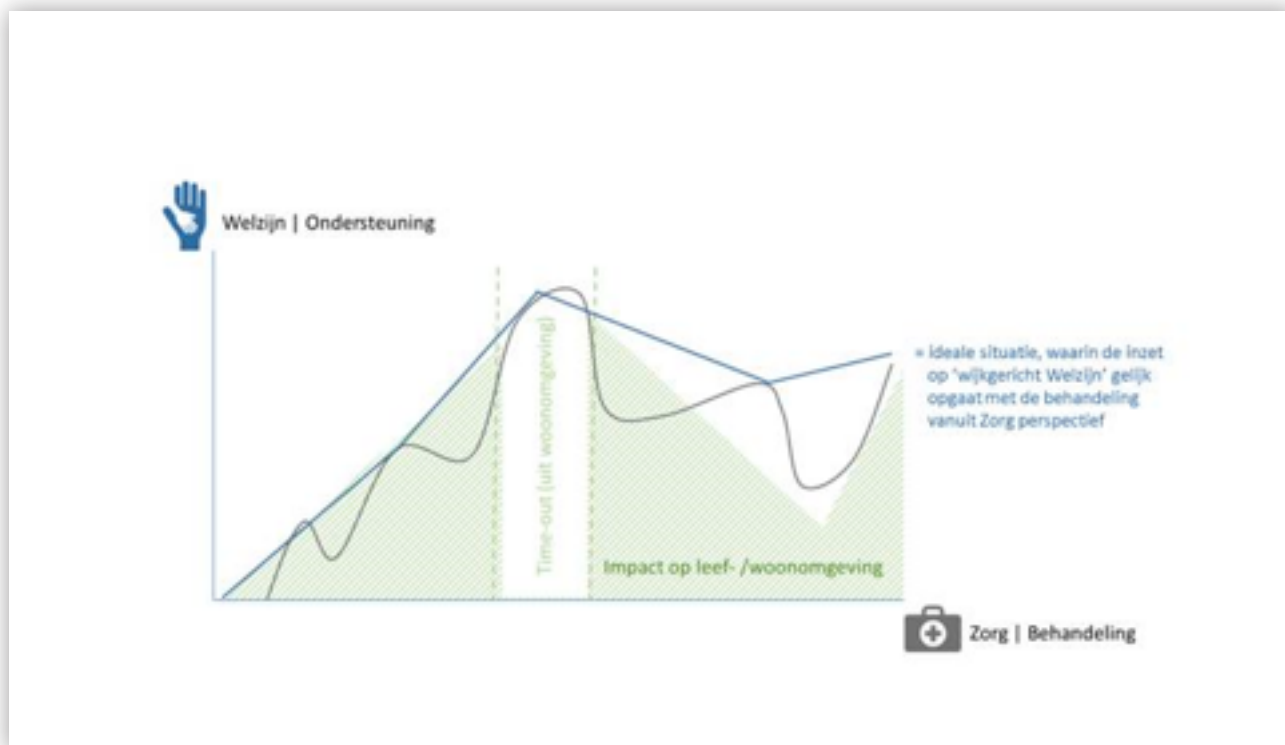 Welzijn | Ondersteuning
Time-out (uit woonomgeving)
= ideale situatie, waarin de inzet
op 'wijkgericht Welzijn' gelijk
opgaat met de behandeling
vanuit Zorg perspectief
Impact op leef- /woonomgeving
Zorg | Behandeling